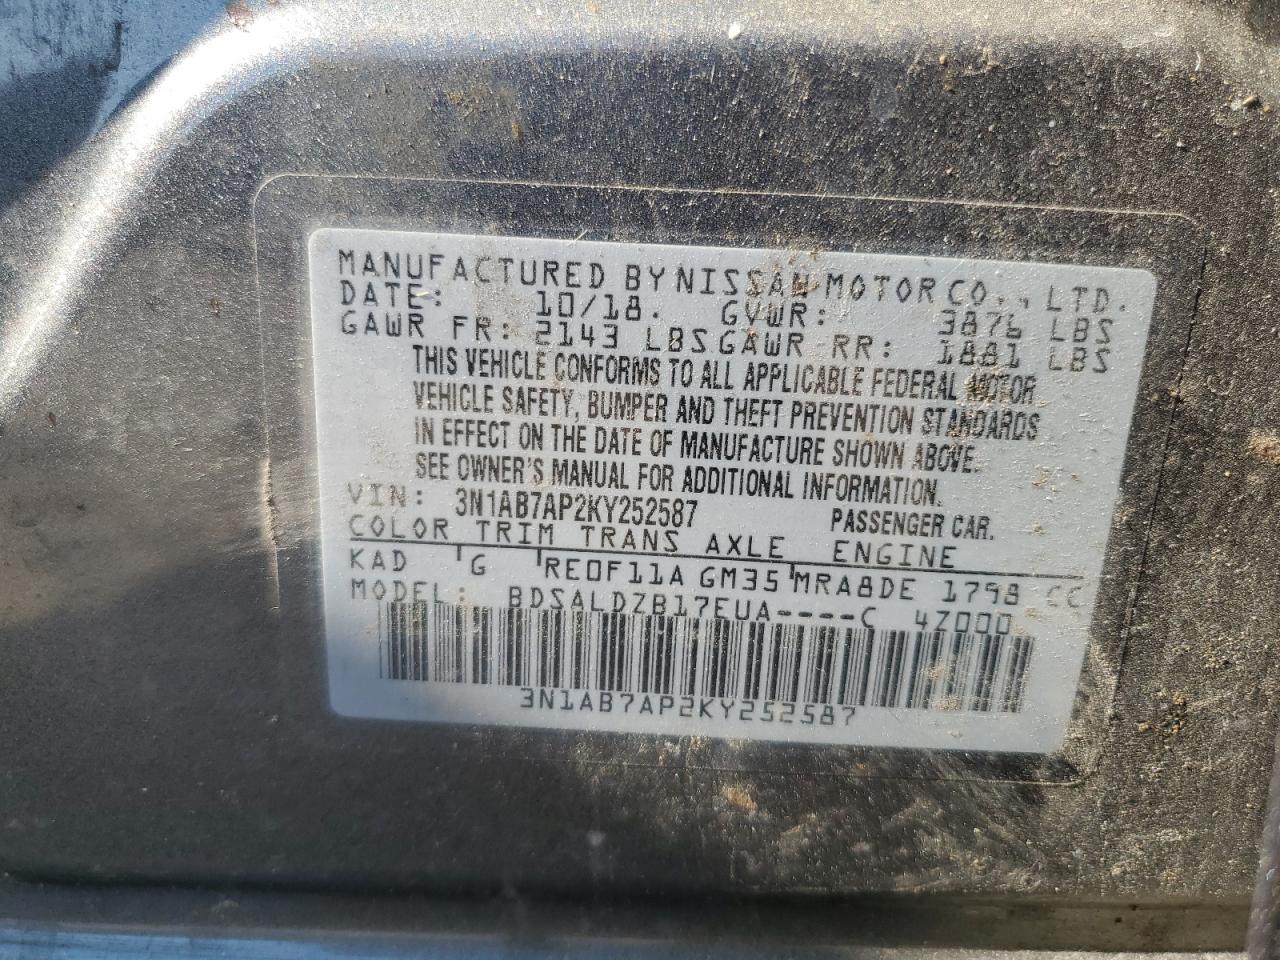 MANUFACTURED BY NISSAN MOTOR CO., LTD.
DATE: 10/18. GVWR: 3876 LBS
GAWR FR: 2143 LBS GAWR RR: 1881 LBS
THIS VEHICLE CONFORMS TO ALL APPLICABLE FEDERAL MOTOR
VEHICLE SAFETY, BUMPER AND THEFT PREVENTION STANDARDS
IN EFFECT ON THE DATE OF MANUFACTURE SHOWN ABOVE.
SEE OWNER'S MANUAL FOR ADDITIONAL INFORMATION.
VIN: 3N1AB7AP2KY252587 PASSENGER CAR.
COLOR TRIM TRANS AXLE ENGINE
KAD G RE0F11A GM35 MRA8DE 1798 CC
MODEL: BDSALDZB17EUA----C 4Z000
3N1AB7AP2KY252587